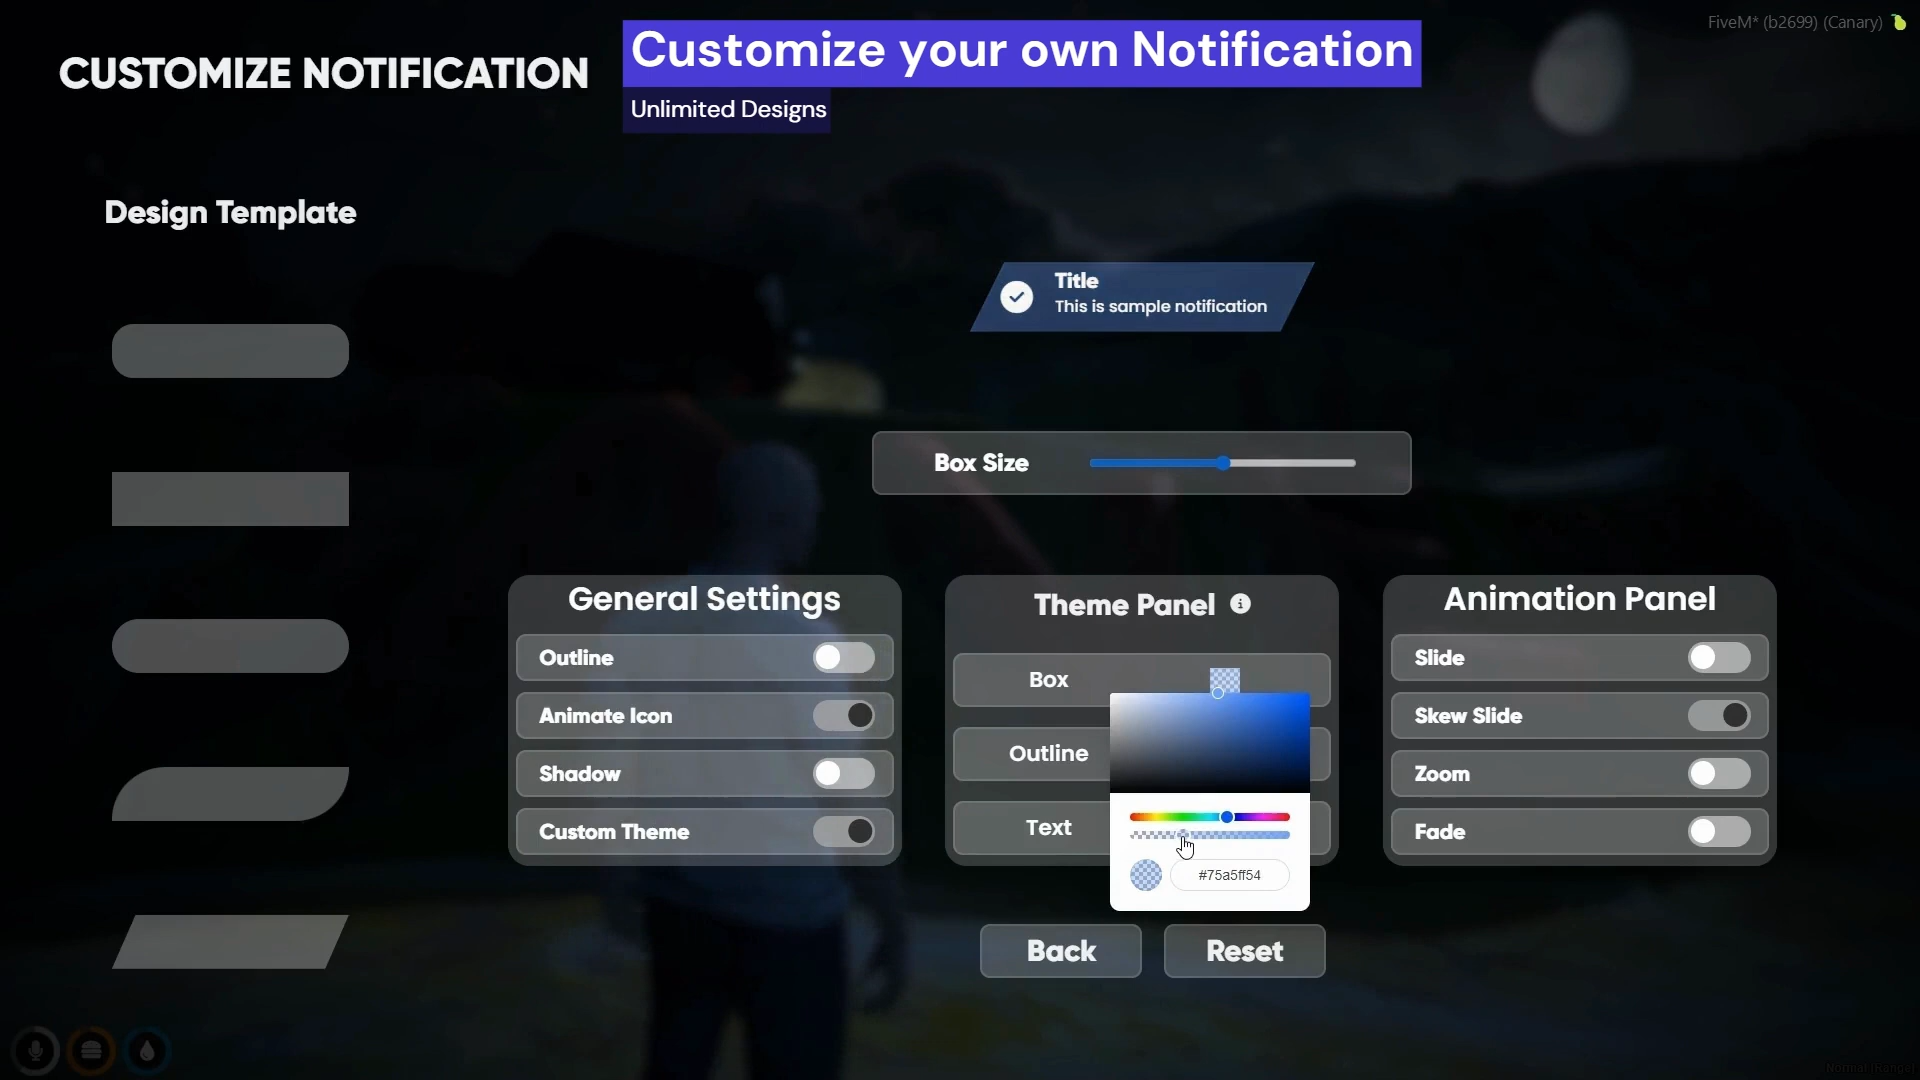 CUSTOMIZE NOTIFICATION
Customize your own Notification
Unlimited Designs
FiveM* (b2699) (Canary)
Design Template
Title
This is sample notification
Box Size
General Settings
Outline
Animate Icon
Shadow
Custom Theme
Theme Panel
Box
Outline
Text
#75a5ff54
Animation Panel
Slide
Skew Slide
Zoom
Fade
Back
Reset